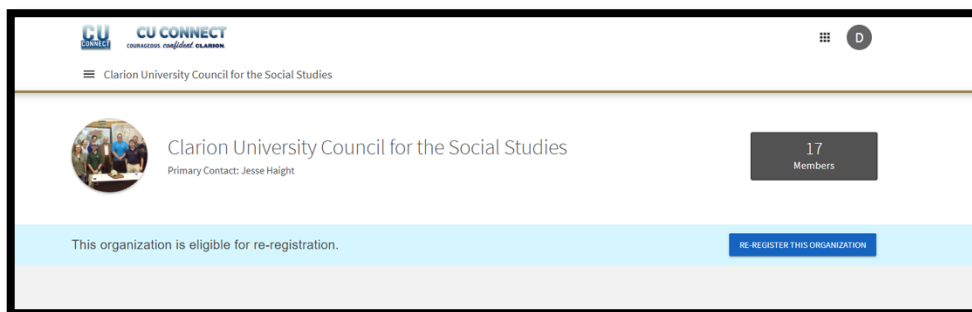 CU CONNECT
CONNECT COURAGEOUS. confident. CLARION.
D
Clarion University Council for the Social Studies
Clarion University Council for the Social Studies
Primary Contact: Jesse Haight
17
Members
This organization is eligible for re-registration.
RE-REGISTER THIS ORGANIZATION